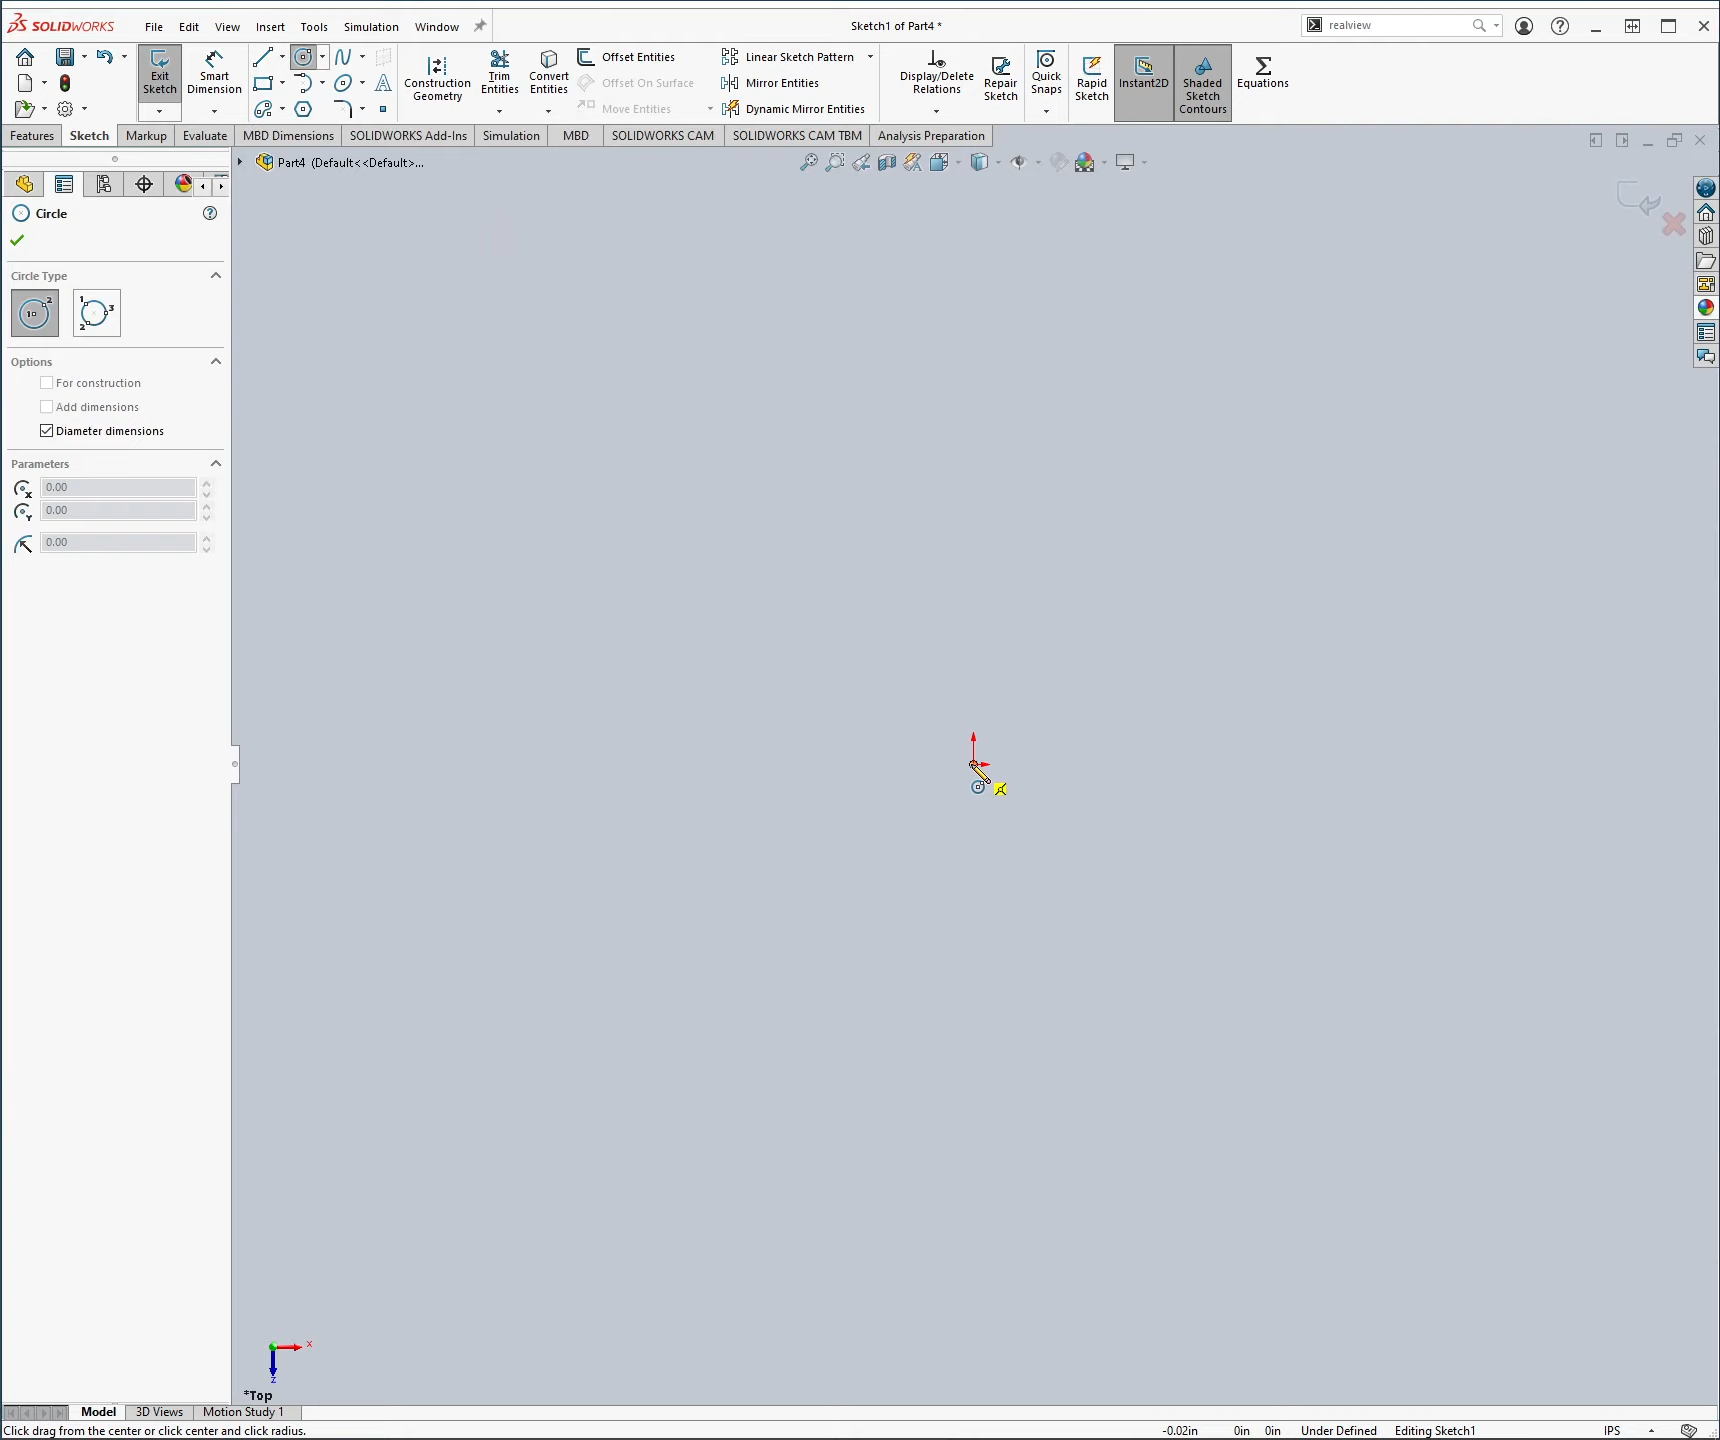 SOLIDWORKS File Edit View Insert Tools Simulation Window Sketch1 of Part4 * realview
Exit Sketch
Smart Dimension
Construction Geometry
Trim Entities
Convert Entities
Offset Entities
Offset On Surface
Move Entities
Linear Sketch Pattern
Mirror Entities
Dynamic Mirror Entities
Display/Delete Relations
Repair Sketch
Quick Snaps
Rapid Sketch
Instant2D
Shaded Sketch Contours
Equations
Features Sketch Markup Evaluate MBD Dimensions SOLIDWORKS Add-Ins Simulation MBD SOLIDWORKS CAM SOLIDWORKS CAM TBM Analysis Preparation
Part4 (Default<<Default>...
Circle
Circle Type
1 2
1 3 2
Options
For construction
Add dimensions
Diameter dimensions
Parameters
X 0.00
Y 0.00
0.00
X
Z
*Top
Model 3D Views Motion Study 1
Click drag from the center or click center and click radius. -0.02in 0in 0in Under Defined Editing Sketch1 IPS